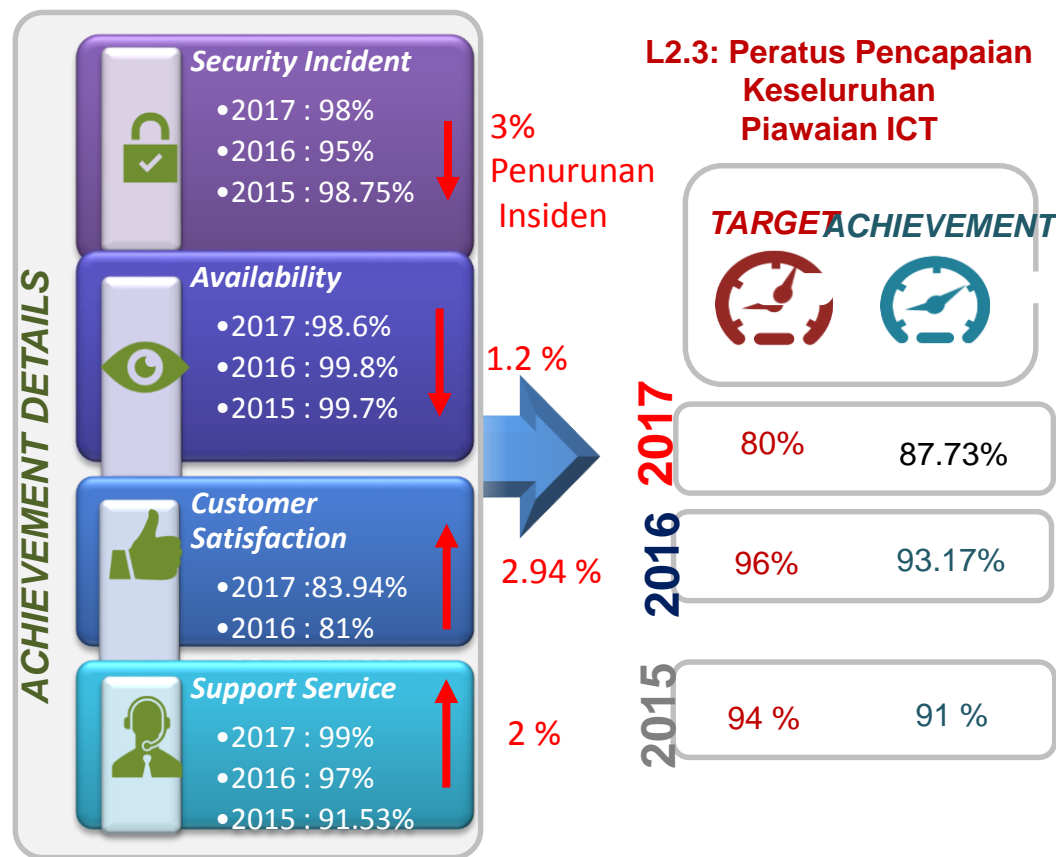 ACHIEVEMENT DETAILS
Security Incident
•2017 : 98%
•2016 : 95%
•2015 : 98.75%
3%
Penurunan
Insiden
Availability
•2017 :98.6%
•2016 : 99.8%
•2015 : 99.7%
1.2 %
Customer
Satisfaction
•2017 :83.94%
•2016 : 81%
2.94 %
Support Service
•2017 : 99%
•2016 : 97%
•2015 : 91.53%
2 %
L2.3: Peratus Pencapaian
Keseluruhan
Piawaian ICT
TARGET ACHIEVEMENT
2017 80% 87.73%
2016 96% 93.17%
2015 94 % 91 %